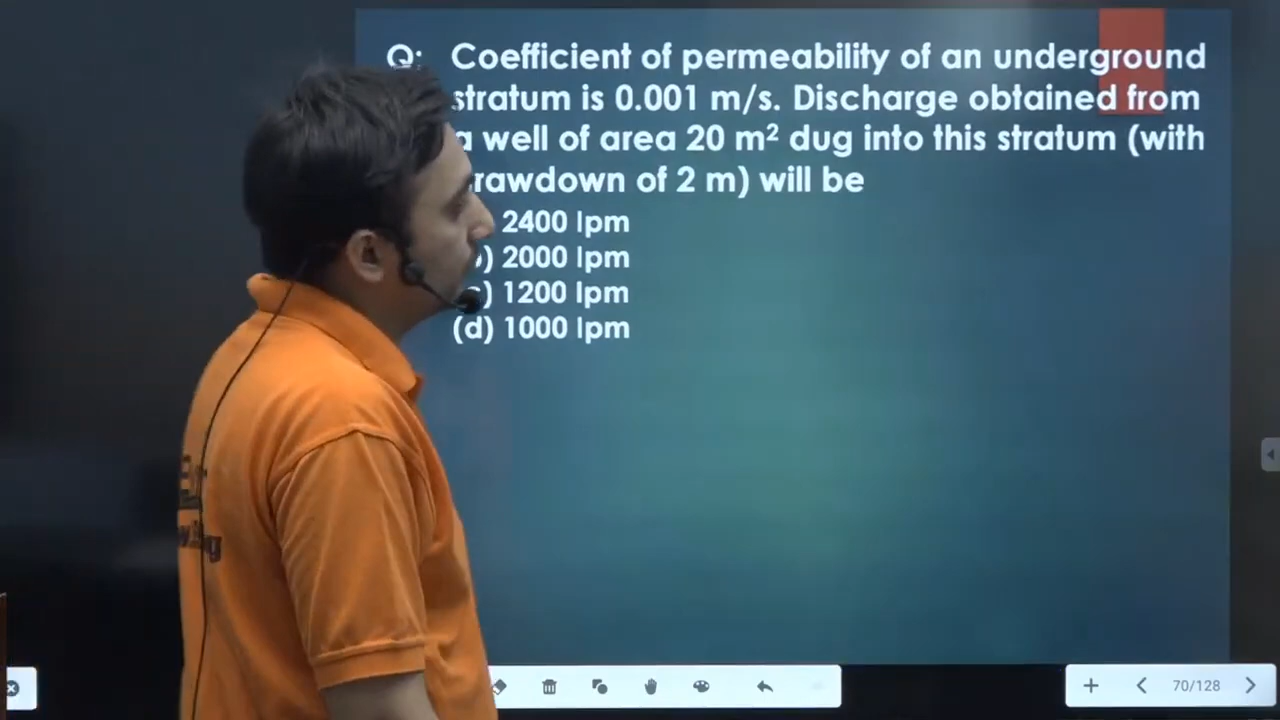 Q: Coefficient of permeability of an underground
stratum is 0.001 m/s. Discharge obtained from
a well of area 20 m² dug into this stratum (with
rawdown of 2 m) will be
2400 lpm
) 2000 lpm
) 1200 lpm
(d) 1000 lpm
70/128